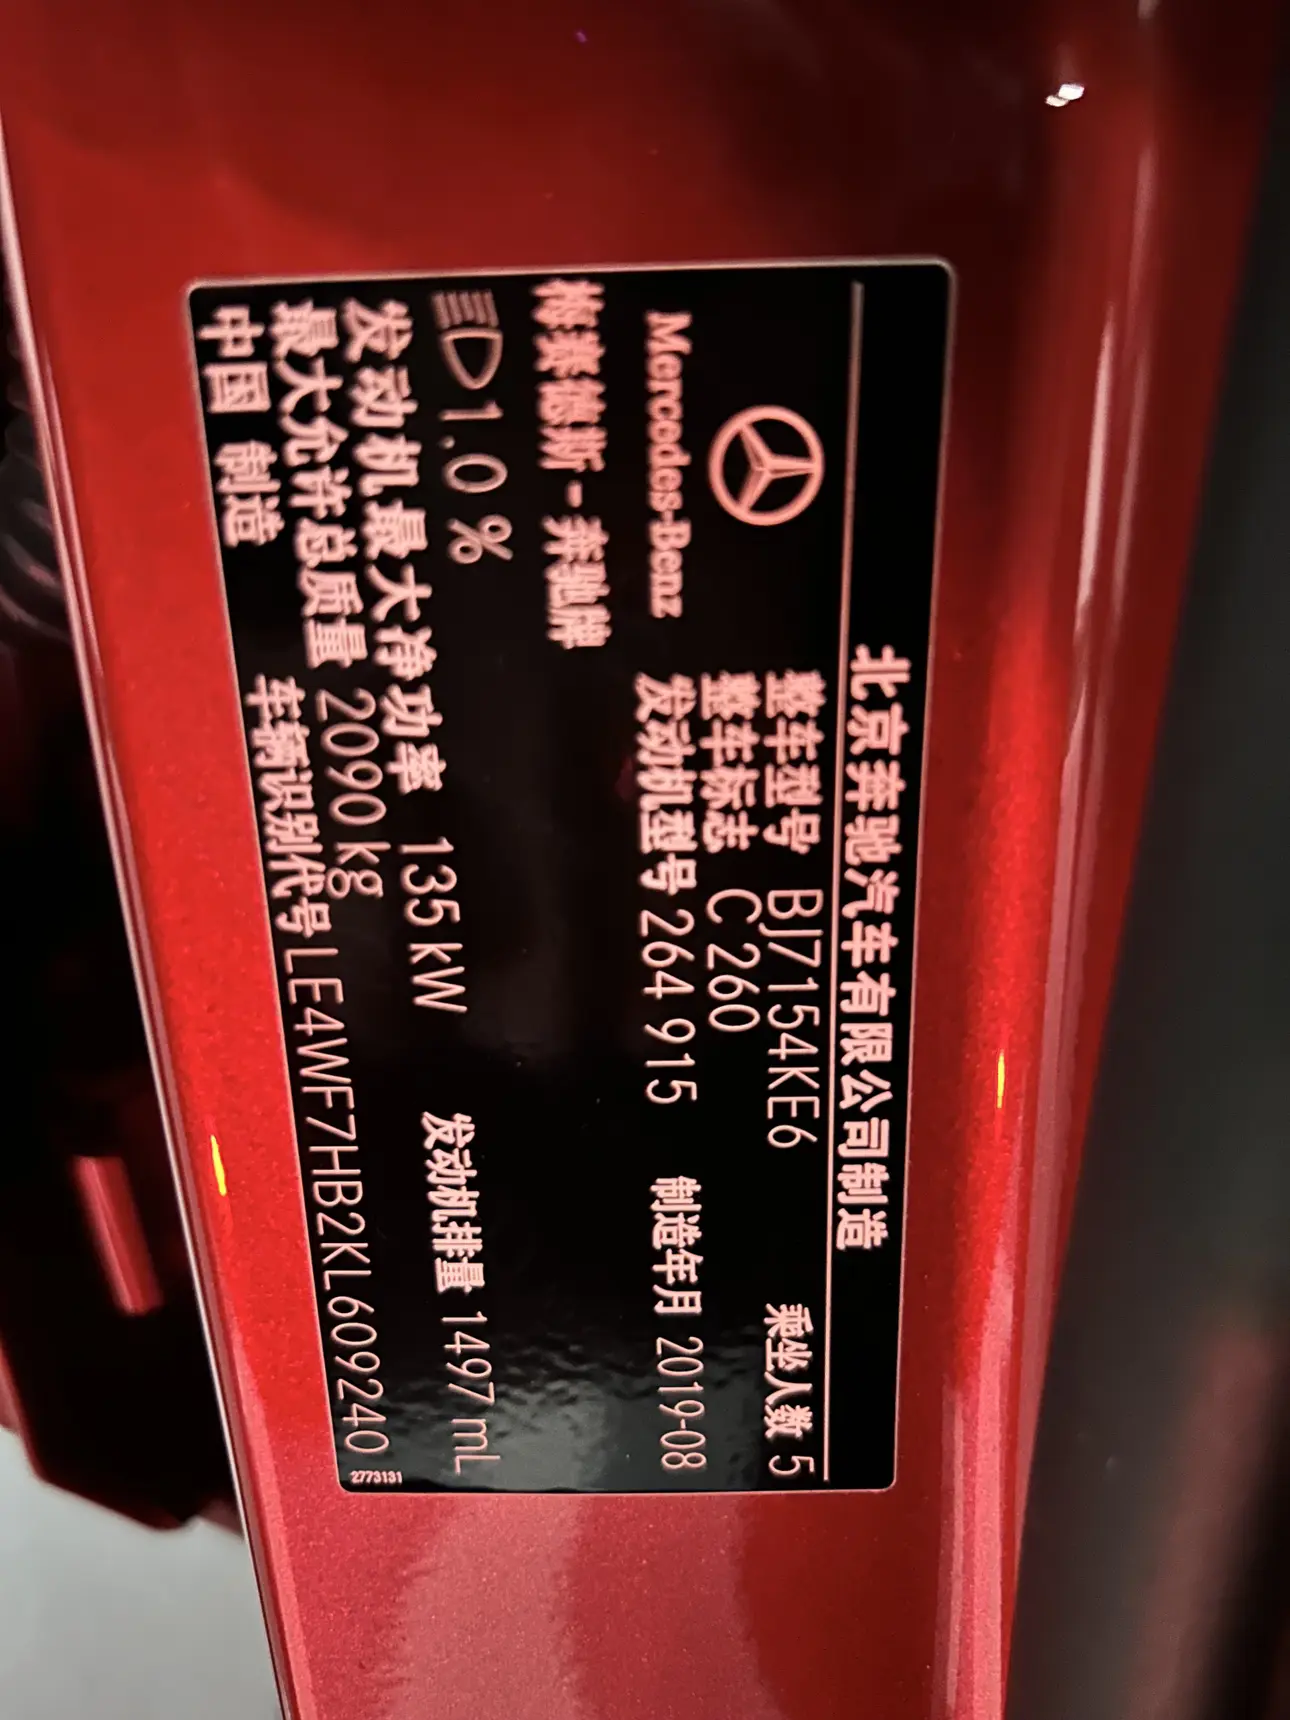 北京奔驰汽车有限公司制造
Mercedes-Benz
整车型号 BJ7154KE6 乘坐人数 5
整车标志 C 260
发动机型号 264 915 制造年月 2019-08
梅赛德斯-奔驰牌
1.0 %
发动机最大净功率 135 kW 发动机排量 1497 mL
最大允许总质量 2090 kg
中国 制造 车辆识别代号 LE4WF7HB2KL609240
2773131